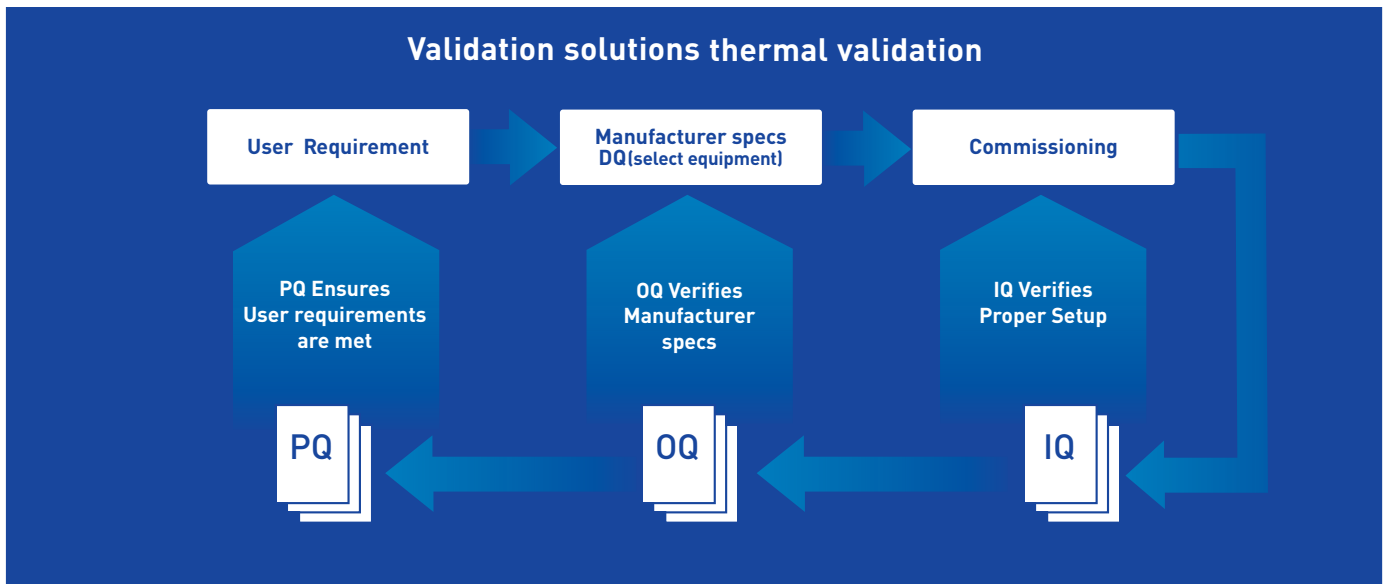 Validation solutions thermal validation
User Requirement
Manufacturer specs
DQ(select equipment)
Commissioning
PQ Ensures
User requirements
are met
OQ Verifies
Manufacturer
specs
IQ Verifies
Proper Setup
PQ
OQ
IQ